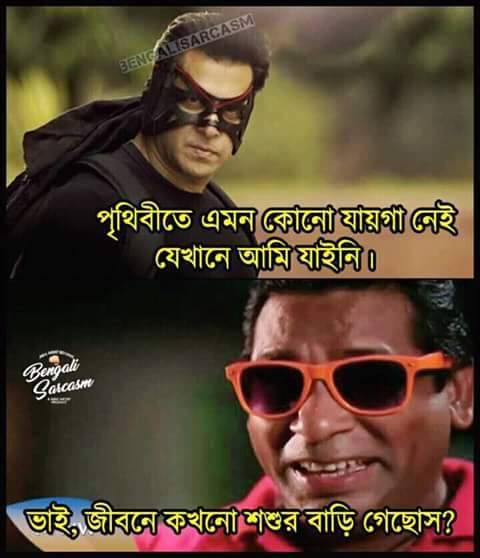 BENGALISARCASM
পৃথিবীতে এমন কোনো যায়গা নেই
যেখানে আমি যাইনি।
Bengali
Sarcasm
ভাই, জীবনে কখনো শশুর বাড়ি গেছোস?